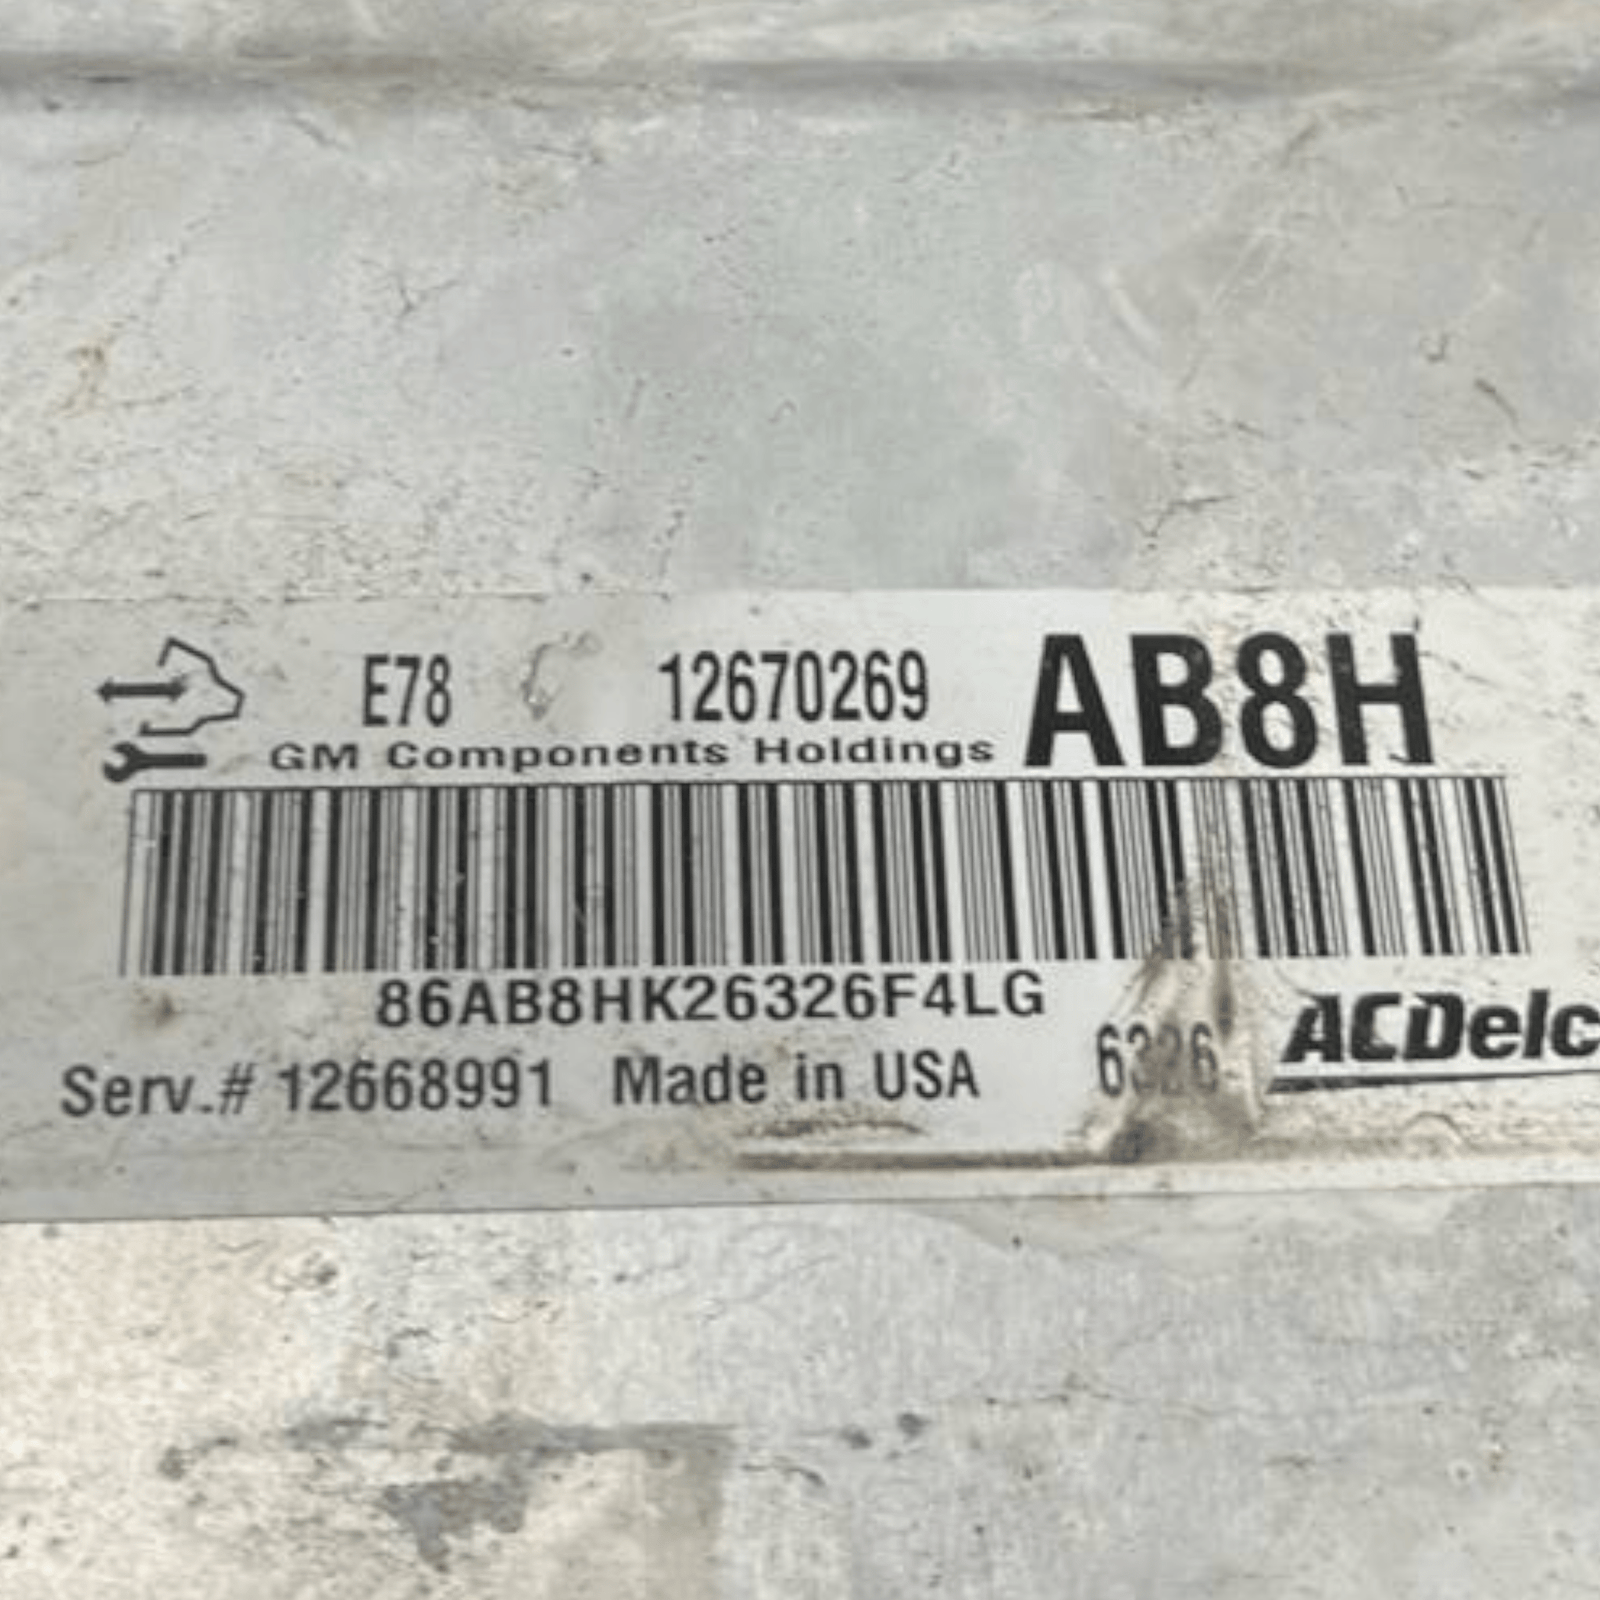 E78 12670269 AB8H
GM Components Holdings
86AB8HK26326F4LG
Serv.# 12668991 Made in USA 6326 ACDelc